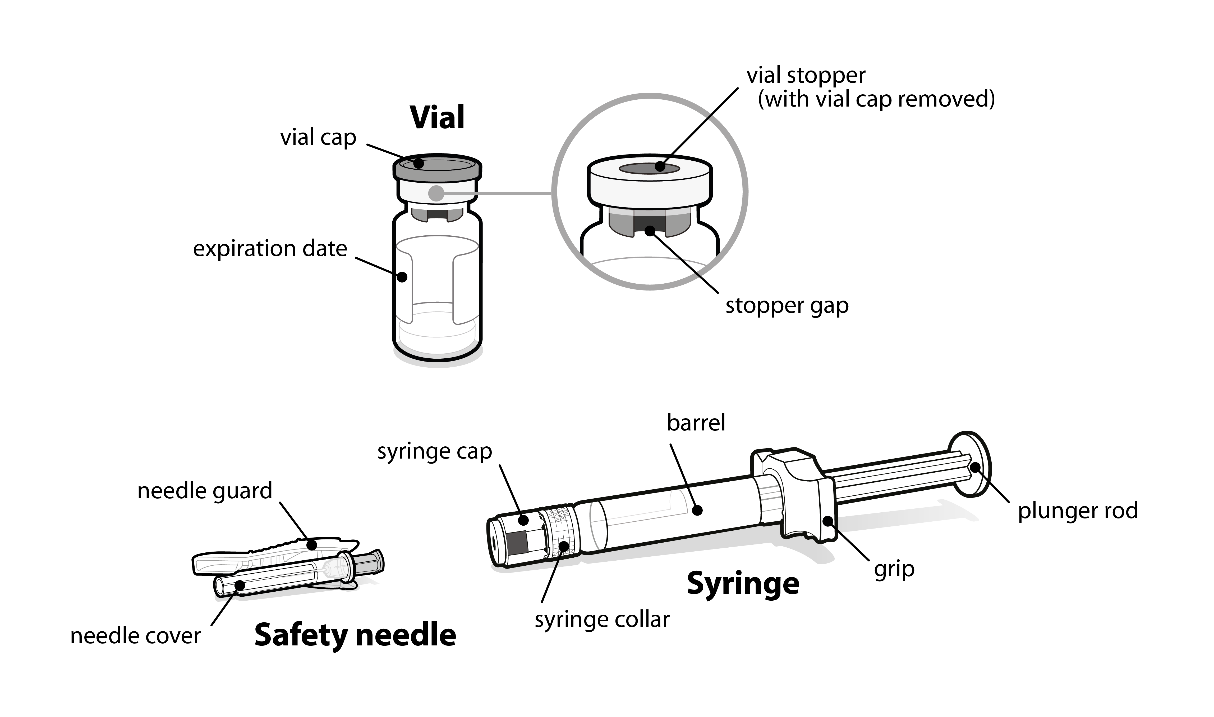 vial stopper
(with vial cap removed)
Vial
vial cap
expiration date
stopper gap
barrel
syringe cap
needle guard
plunger rod
grip
Syringe
syringe collar
needle cover
Safety needle